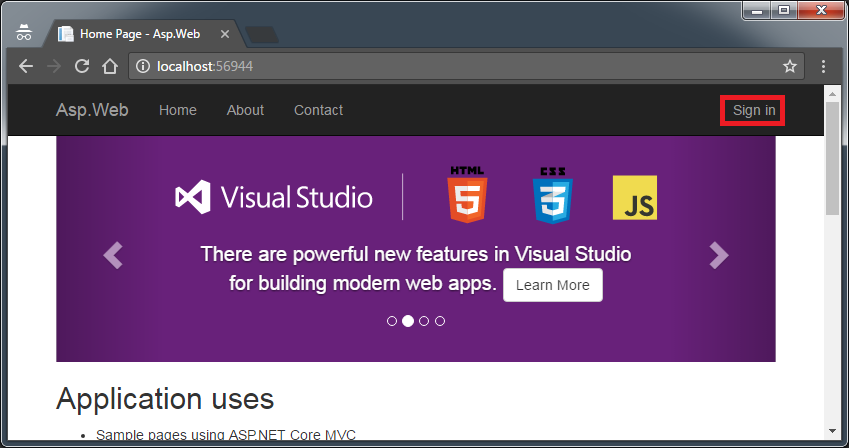 Home Page - Asp.Web
localhost:56944
Asp.Web Home About Contact Sign in
Visual Studio HTML 5 CSS 3 JS
There are powerful new features in Visual Studio
for building modern web apps. Learn More
Application uses
Sample pages using ASP.NET Core MVC